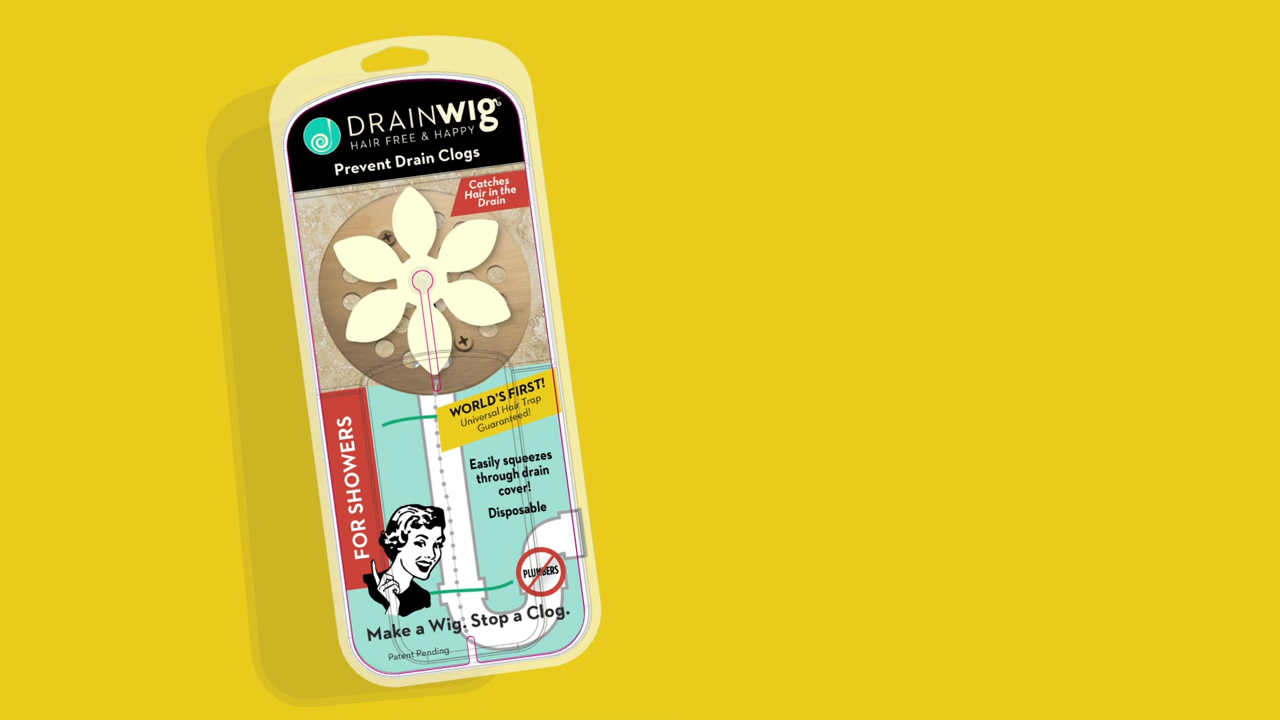 DRAINWIG™
HAIR FREE & HAPPY
Prevent Drain Clogs
Catches
Hair in the
Drain
WORLD'S FIRST!
Universal Hair Trap
Guaranteed!
FOR SHOWERS
Easily squeezes
through drain
cover!
Disposable
PLUMBERS
Make a Wig. Stop a Clog.
Patent Pending